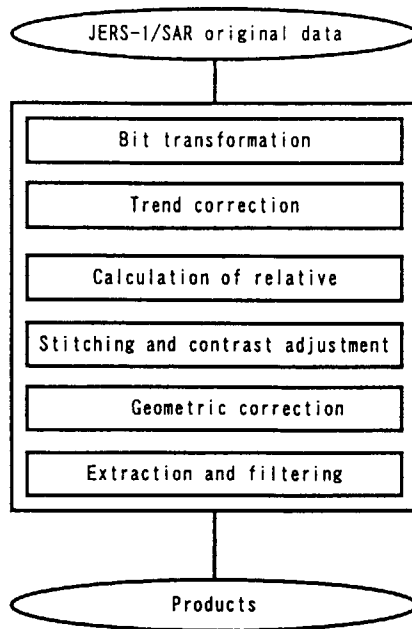 JERS-1/SAR original data
Bit transformation
Trend correction
Calculation of relative
Stitching and contrast adjustment
Geometric correction
Extraction and filtering
Products